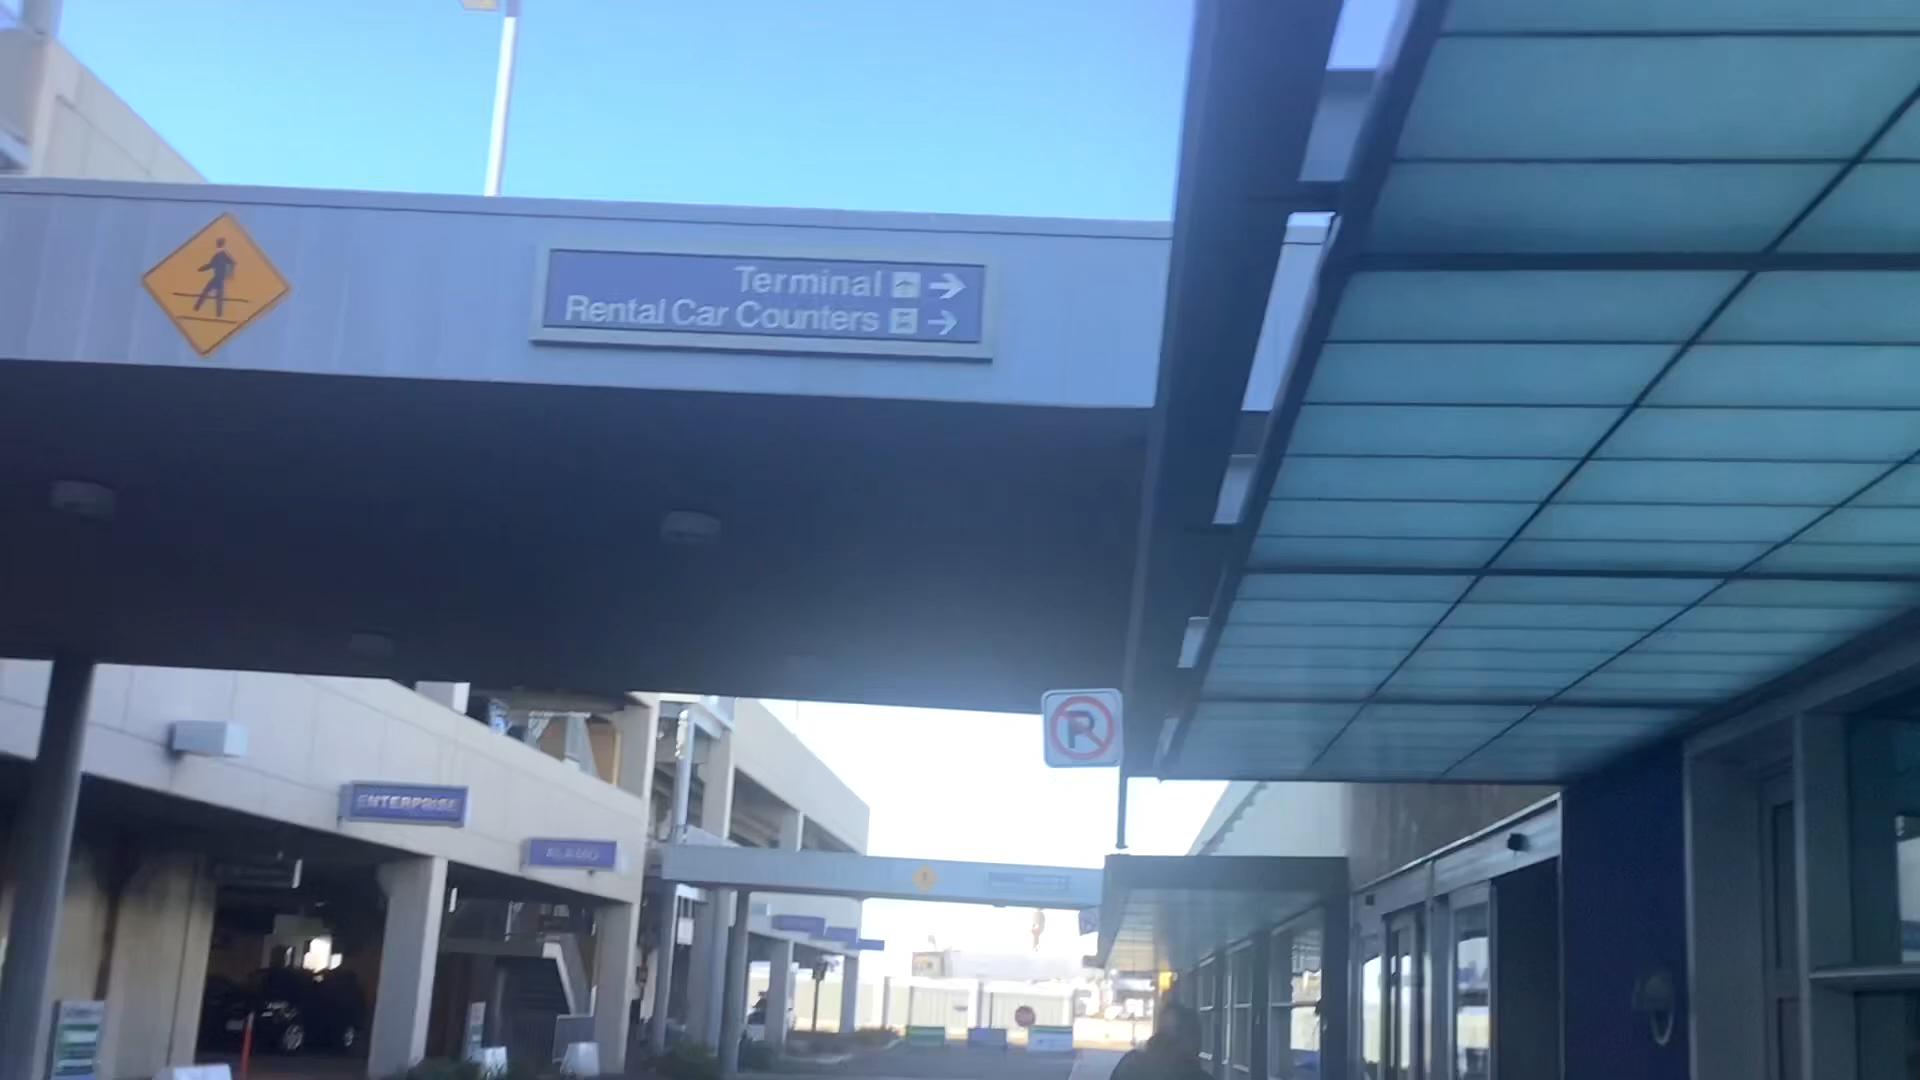 Terminal
Rental Car Counters
P
ENTERPRISE
ALAMO